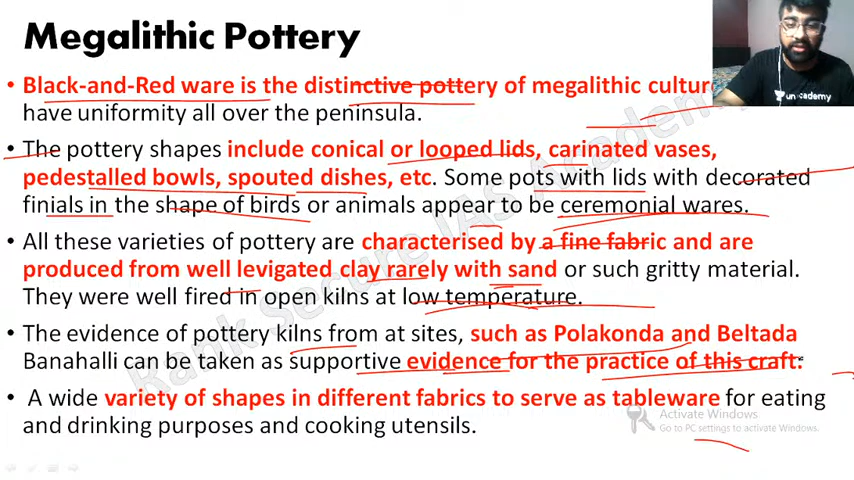 Megalithic Pottery
• Black-and-Red ware is the distinctive pottery of megalithic
have uniformity all over the peninsula.
• The pottery shapes include conical or looped lids, carinated vases,
pedestalled bowls, spouted dishes, etc. Some pots with lids with decorated
finials in the shape of birds or animals appear to be ceremonial wares.
• All these varieties of pottery are characterised by a fine fabric and are
produced from well levigated clay rarely with sand or such gritty material.
They were well fired in open kilns at low temperature.
• The evidence of pottery kilns from at sites, such as Polakonda and Beltada
Banahalli can be taken as supportive evidence for the practice of this craft.
• A wide variety of shapes in different fabrics to serve as tableware for eating
and drinking purposes and cooking utensils.
unacademy
Rank Secure IAS Academy
Activate Windows
Go to PC settings to activate Windows.